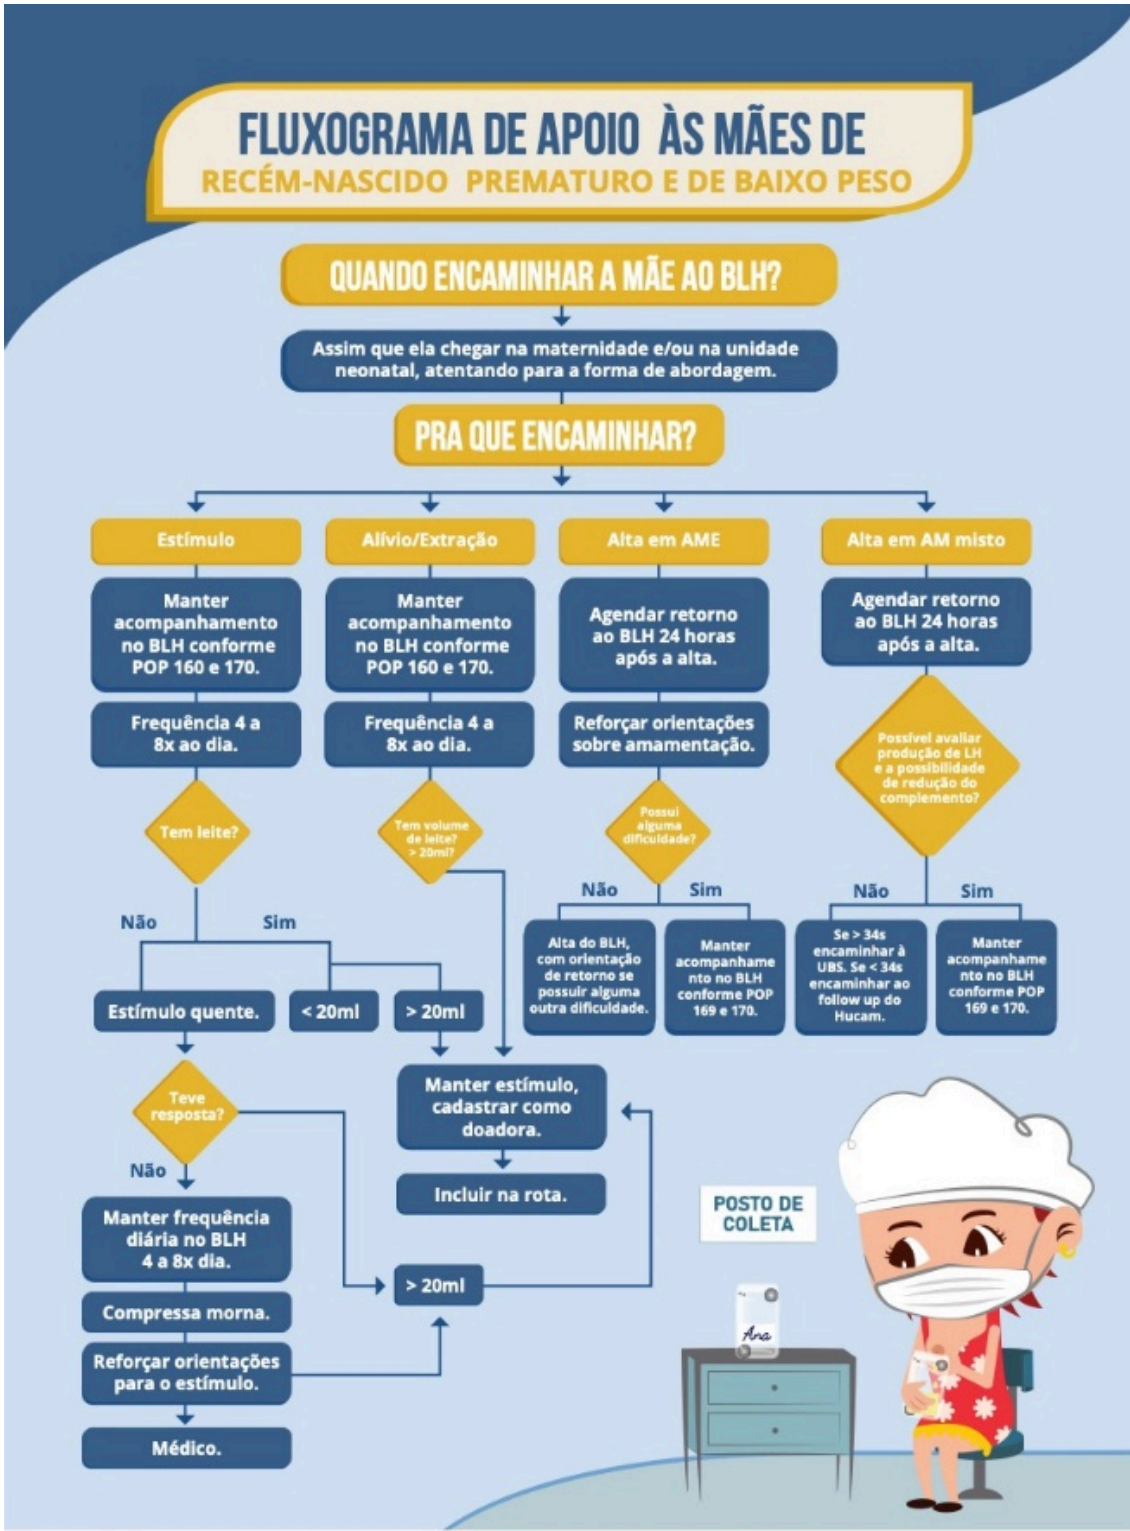 FLUXOGRAMA DE APOIO ÀS MÃES DE
RECÉM-NASCIDO PREMATURO E DE BAIXO PESO
QUANDO ENCAMINHAR A MÃE AO BLH?
Assim que ela chegar na maternidade e/ou na unidade
neonatal, atentando para a forma de abordagem.
PRA QUE ENCAMINHAR?
Estímulo
Manter
acompanhamento
no BLH conforme
POP 160 e 170.
Frequência 4 a
8x ao dia.
Tem leite?
Não
Sim
Estímulo quente.
< 20ml
> 20ml
Teve
resposta?
Não
Manter frequência
diária no BLH
4 a 8x dia.
Compressa morna.
Reforçar orientações
para o estímulo.
Médico.
> 20ml
Alívio/Extração
Manter
acompanhamento
no BLH conforme
POP 160 e 170.
Frequência 4 a
8x ao dia.
Tem volume
de leite?
> 20ml?
Manter estímulo,
cadastrar como
doadora.
Incluir na rota.
Alta em AME
Agendar retorno
ao BLH 24 horas
após a alta.
Reforçar orientações
sobre amamentação.
Possui
alguma
dificuldade?
Não
Sim
Alta do BLH,
com orientação
de retorno se
possuir alguma
outra dificuldade.
Manter
acompanhame
nto no BLH
conforme POP
169 e 170.
Alta em AM misto
Agendar retorno
ao BLH 24 horas
após a alta.
Possível avaliar
produção de LH
e a possibilidade
de redução do
complemento?
Não
Sim
Se > 34s
encaminhar à
UBS. Se < 34s
encaminhar ao
follow up do
Hucam.
Manter
acompanhame
nto no BLH
conforme POP
169 e 170.
POSTO DE
COLETA
Ana